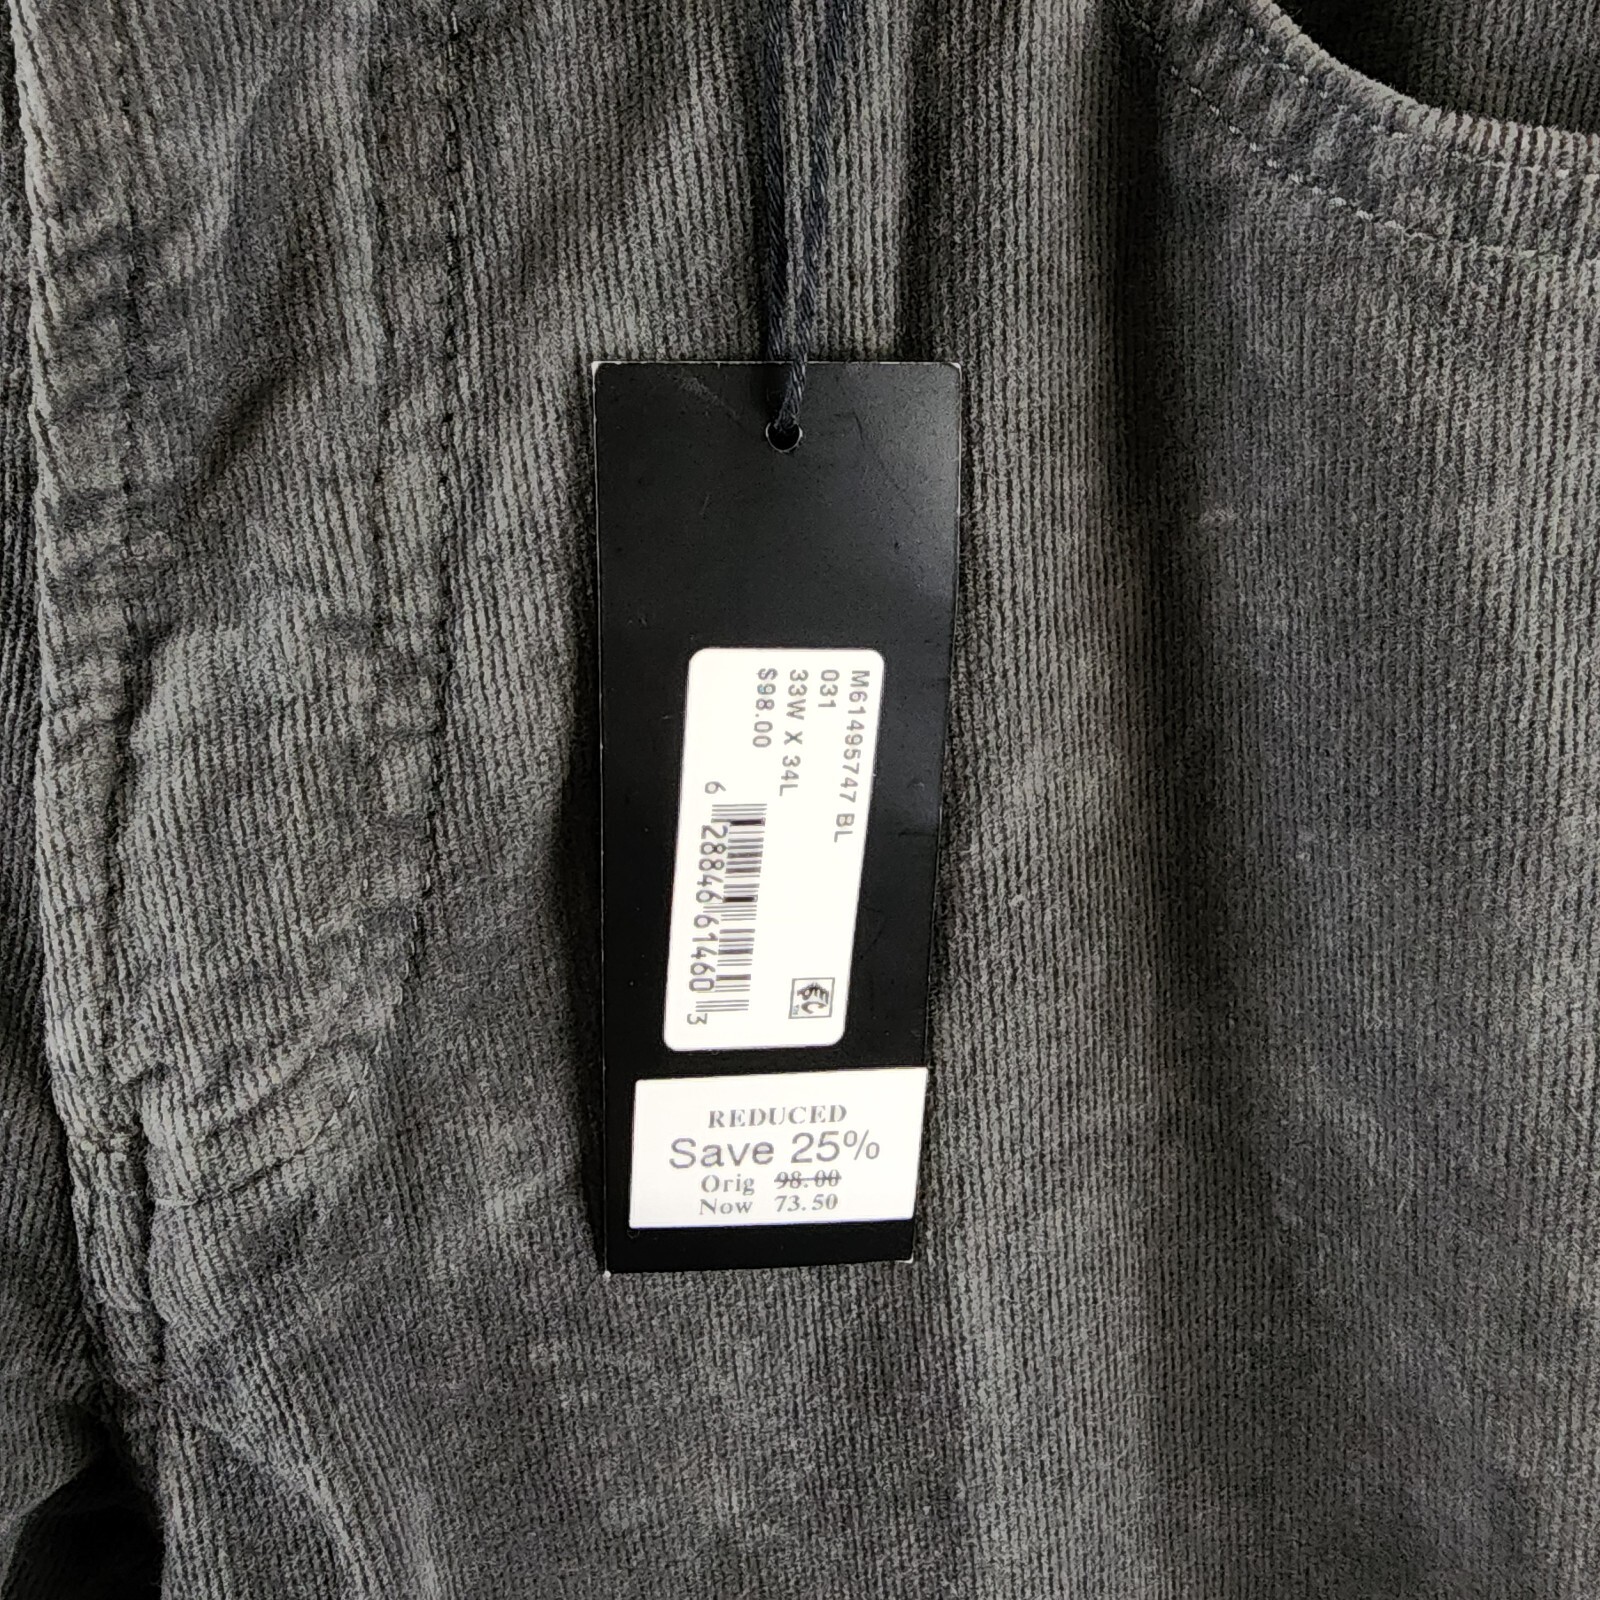 M61495747 BL
031
33W X 34L
$98.00
6 28846 61460 3
REDUCED
Save 25%
Orig 98.00
Now 73.50